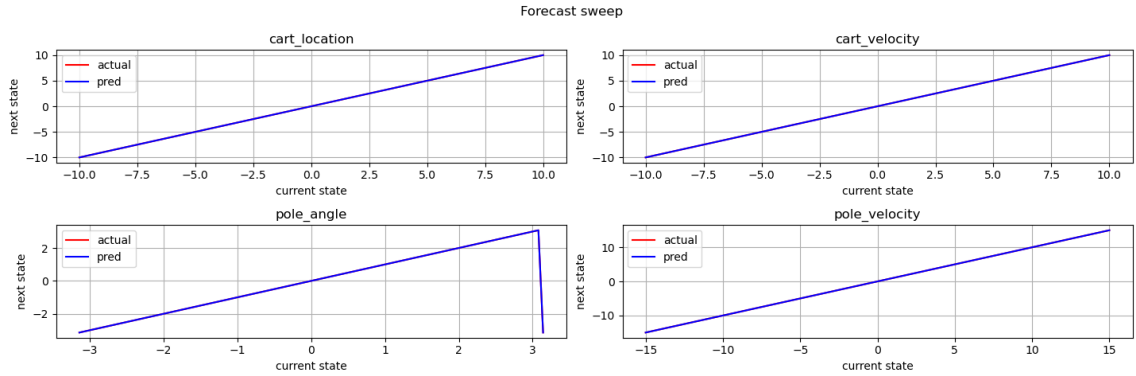 Forecast sweep
cart_location
next state
10
5
0
−5
−10
actual
pred
−10.0 −7.5 −5.0 −2.5 0.0 2.5 5.0 7.5 10.0
current state
cart_velocity
next state
10
5
0
−5
−10
actual
pred
−10.0 −7.5 −5.0 −2.5 0.0 2.5 5.0 7.5 10.0
current state
pole_angle
next state
2
0
−2
actual
pred
−3 −2 −1 0 1 2 3
current state
pole_velocity
next state
10
0
−10
actual
pred
−15 −10 −5 0 5 10 15
current state